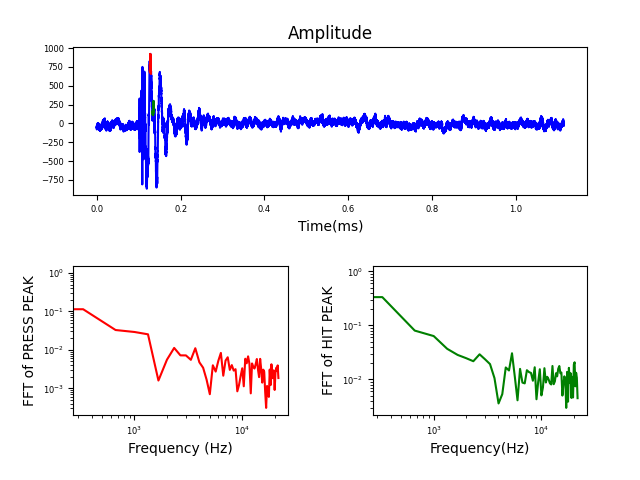 Amplitude
1000
750
500
250
0
−250
−500
−750
0.0 0.2 0.4 0.6 0.8 1.0
Time(ms)
FFT of PRESS PEAK
10⁰
10⁻¹
10⁻²
10⁻³
10³ 10⁴
Frequency (Hz)
FFT of HIT PEAK
10⁰
10⁻¹
10⁻²
10³ 10⁴
Frequency(Hz)